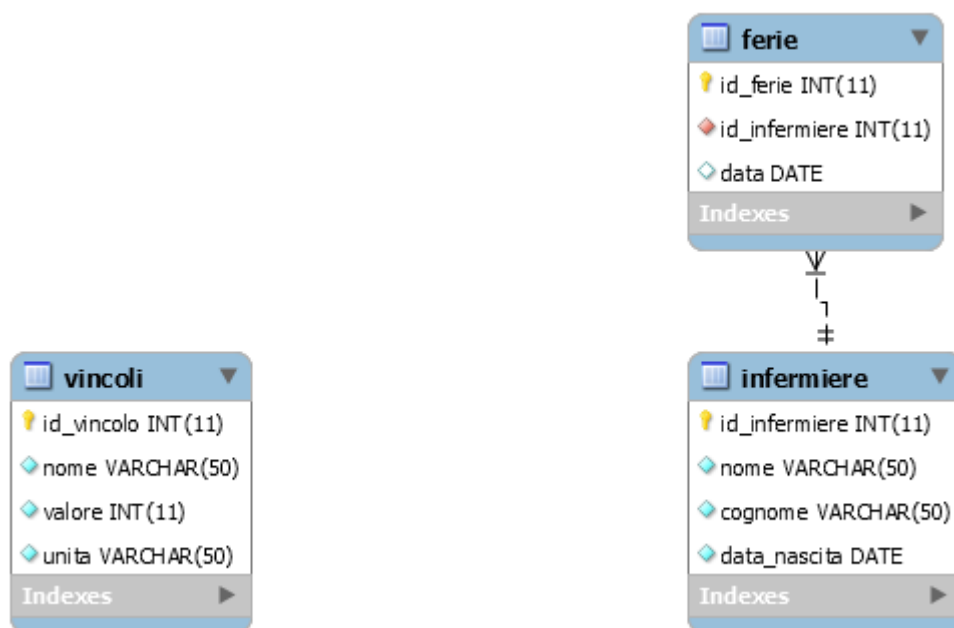 ferie
id_ferie INT(11)
id_infermiere INT(11)
data DATE
Indexes
vincoli
id_vincolo INT(11)
nome VARCHAR(50)
valore INT(11)
unita VARCHAR(50)
Indexes
infermiere
id_infermiere INT(11)
nome VARCHAR(50)
cognome VARCHAR(50)
data_nascita DATE
Indexes